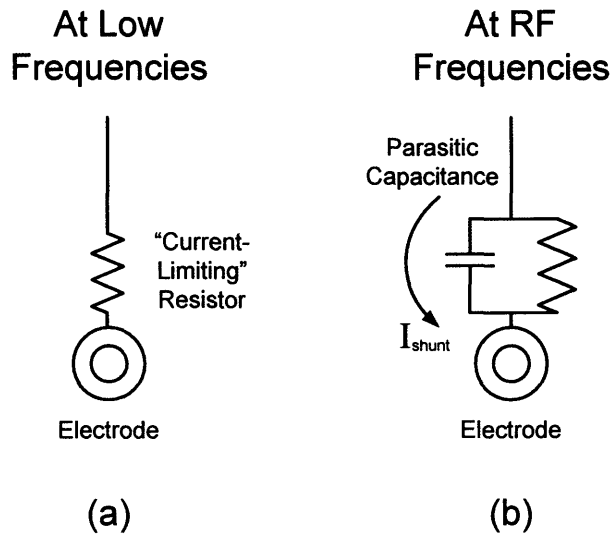 At Low
Frequencies
"Current-
Limiting"
Resistor
Electrode
(a)
At RF
Frequencies
Parasitic
Capacitance
Ishunt
Electrode
(b)